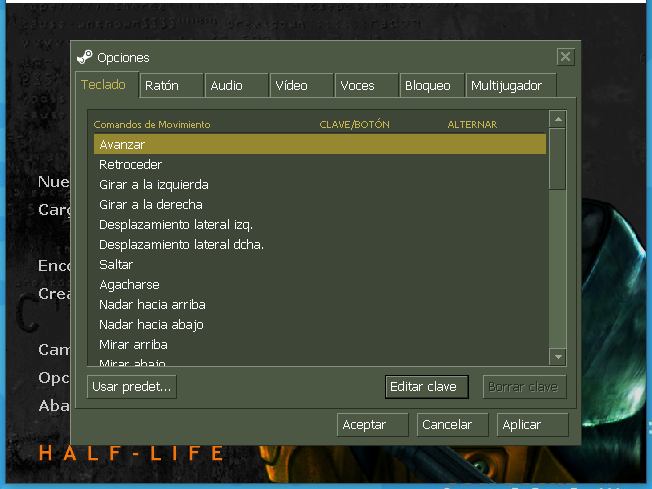 Opciones
Teclado Ratón Audio Vídeo Voces Bloqueo Multijugador
Comandos de Movimiento CLAVE/BOTÓN ALTERNAR
Avanzar
Retroceder
Girar a la izquierda
Girar a la derecha
Desplazamiento lateral izq.
Desplazamiento lateral dcha.
Saltar
Agacharse
Nadar hacia arriba
Nadar hacia abajo
Mirar arriba
Mirar abajo
Usar predet... Editar clave Borrar clave
Aceptar Cancelar Aplicar
Nue
Carg
Enco
Crea
Cam
Opc
Aba
HALF-LIFE